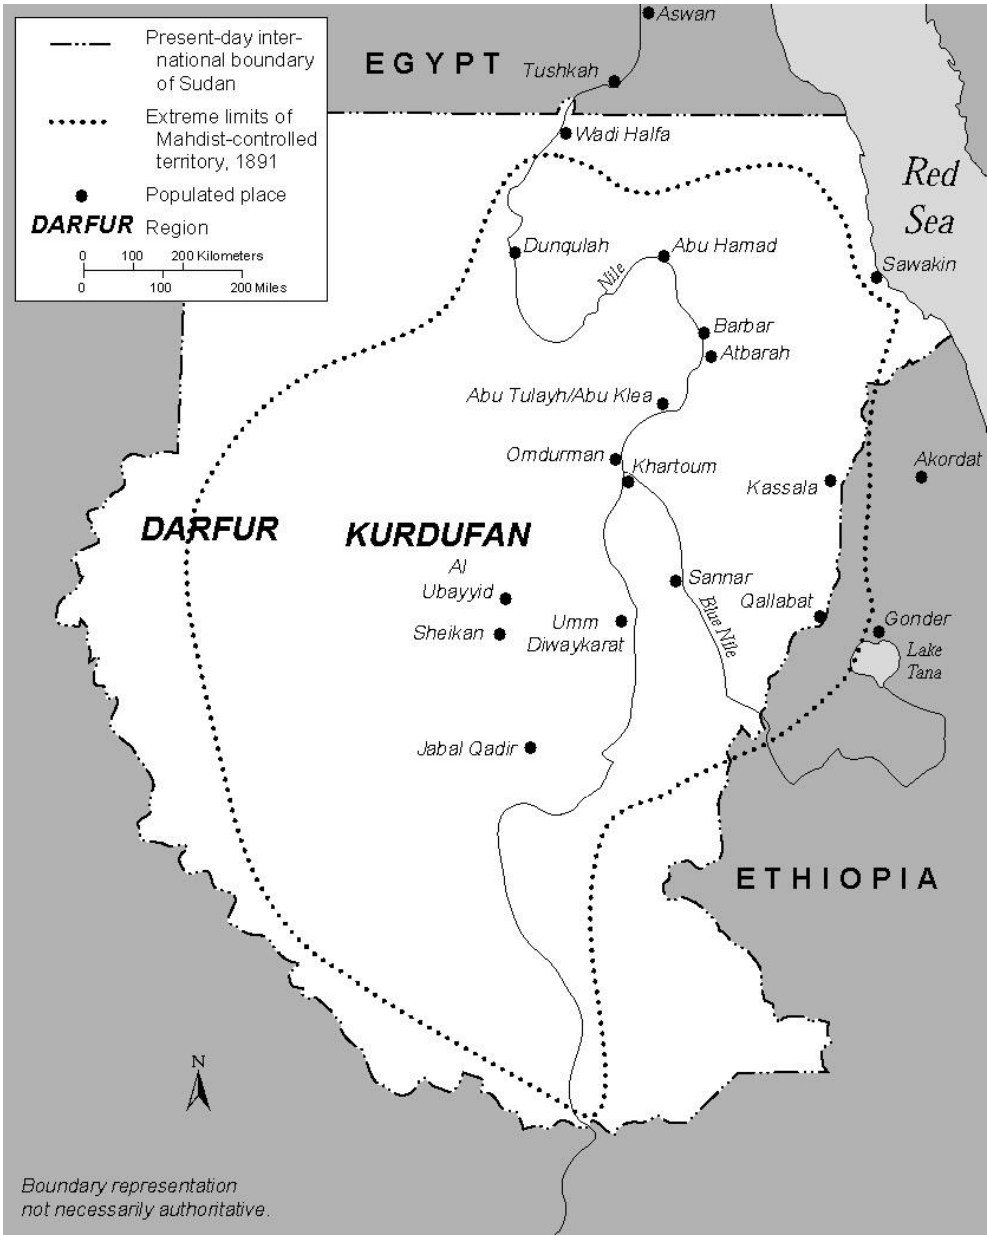 Present-day inter-
national boundary
of Sudan
Extreme limits of
Mahdist-controlled
territory, 1891
Populated place
DARFUR Region
0 100 200 Kilometers
0 100 200 Miles
Aswan
EGYPT
Tushkah
Wadi Halfa
Red
Sea
Dunqulah
Abu Hamad
Nile
Sawakin
Barbar
Atbarah
Abu Tulayh/Abu Klea
Omdurman
Khartoum
Kassala
Akordat
DARFUR
KURDUFAN
Al
Ubayyid
Sheikan
Umm
Diwaykarat
Sannar
Blue Nile
Qallabat
Gonder
Lake
Tana
Jabal Qadir
ETHIOPIA
N
Boundary representation
not necessarily authoritative.